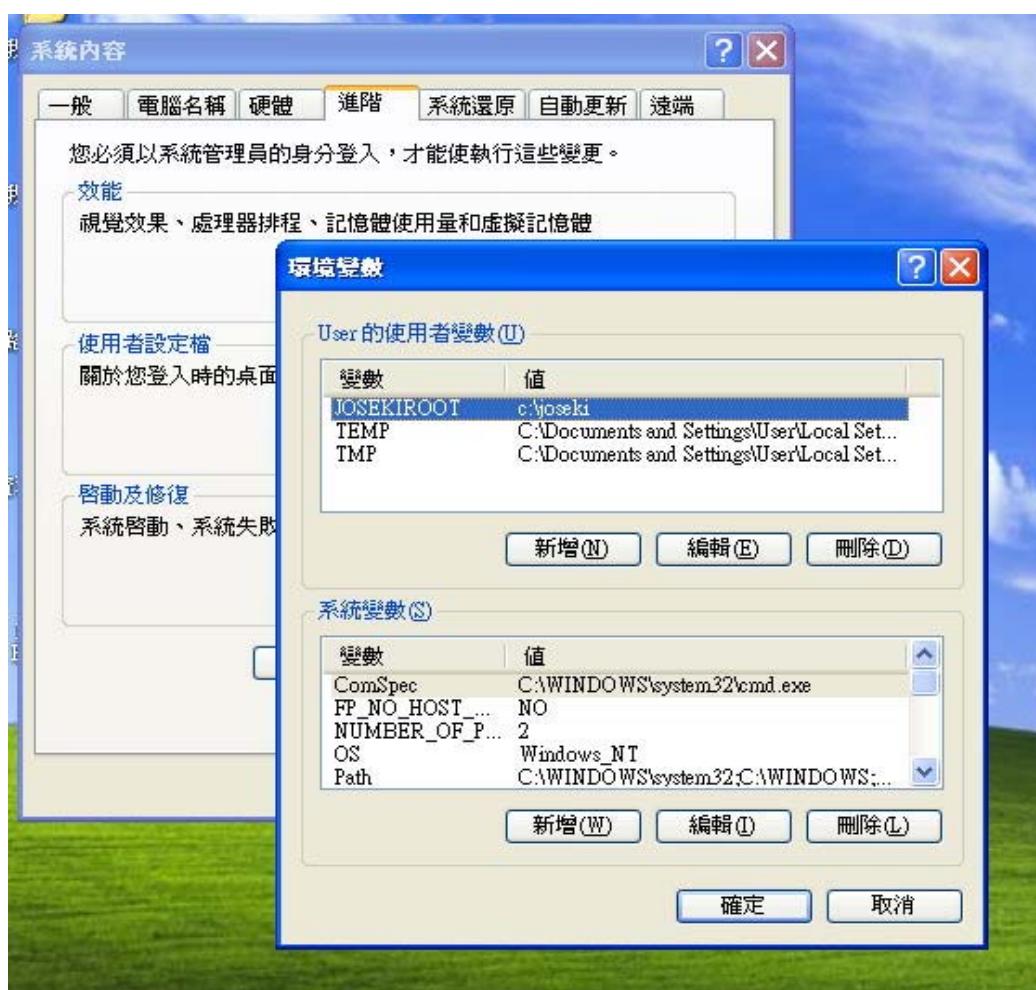 系統內容
一般 電腦名稱 硬體 進階 系統還原 自動更新 遠端
您必須以系統管理員的身分登入，才能使執行這些變更。
效能
視覺效果、處理器排程、記憶體使用量和虛擬記憶體
使用者設定檔
關於您登入時的桌面
啓動及修復
系統啓動、系統失敗
環境變數
User 的使用者變數(U)
變數 值
JOSEKIROOT c:\joseki
TEMP C:\Documents and Settings\User\Local Set...
TMP C:\Documents and Settings\User\Local Set...
新增(N) 編輯(E) 刪除(D)
系統變數(S)
變數 值
ComSpec C:\WINDOWS\system32\cmd.exe
FP_NO_HOST_... NO
NUMBER_OF_P... 2
OS Windows_NT
Path C:\WINDOWS\system32;C:\WINDOWS;...
新增(W) 編輯(I) 刪除(L)
確定 取消